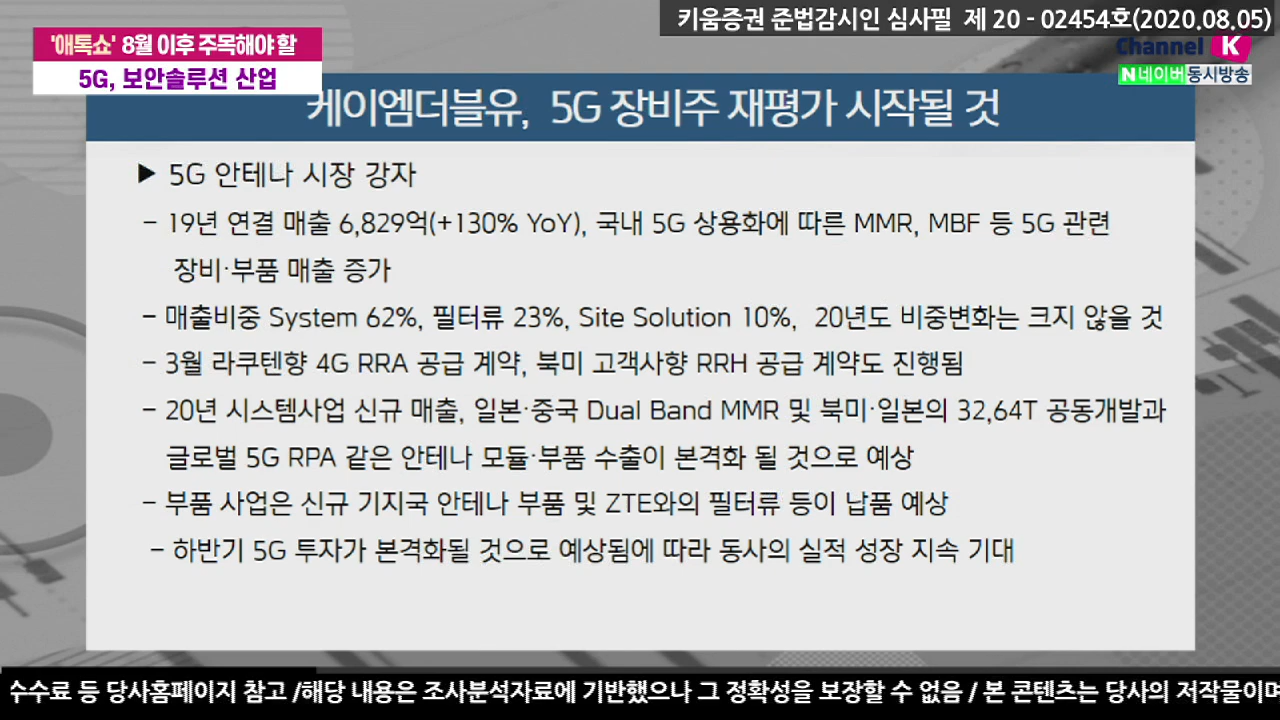 키움증권 준법감시인 심사필 제 20 - 02454호(2020.08.05)
'애톡쇼' 8월 이후 주목해야 할
5G, 보안솔루션 산업
Channel K
N 네이버 동시방송
케이엠더블유, 5G 장비주 재평가 시작될 것
▶ 5G 안테나 시장 강자
– 19년 연결 매출 6,829억(+130% YoY), 국내 5G 상용화에 따른 MMR, MBF 등 5G 관련
장비·부품 매출 증가
– 매출비중 System 62%, 필터류 23%, Site Solution 10%, 20년도 비중변화는 크지 않을 것
– 3월 라쿠텐향 4G RRA 공급 계약, 북미 고객사향 RRH 공급 계약도 진행됨
– 20년 시스템사업 신규 매출, 일본·중국 Dual Band MMR 및 북미·일본의 32,64T 공동개발과
글로벌 5G RPA 같은 안테나 모듈·부품 수출이 본격화 될 것으로 예상
– 부품 사업은 신규 기지국 안테나 부품 및 ZTE와의 필터류 등이 납품 예상
– 하반기 5G 투자가 본격화될 것으로 예상됨에 따라 동사의 실적 성장 지속 기대
수수료 등 당사홈페이지 참고 /해당 내용은 조사분석자료에 기반했으나 그 정확성을 보장할 수 없음 / 본 콘텐츠는 당사의 저작물이며